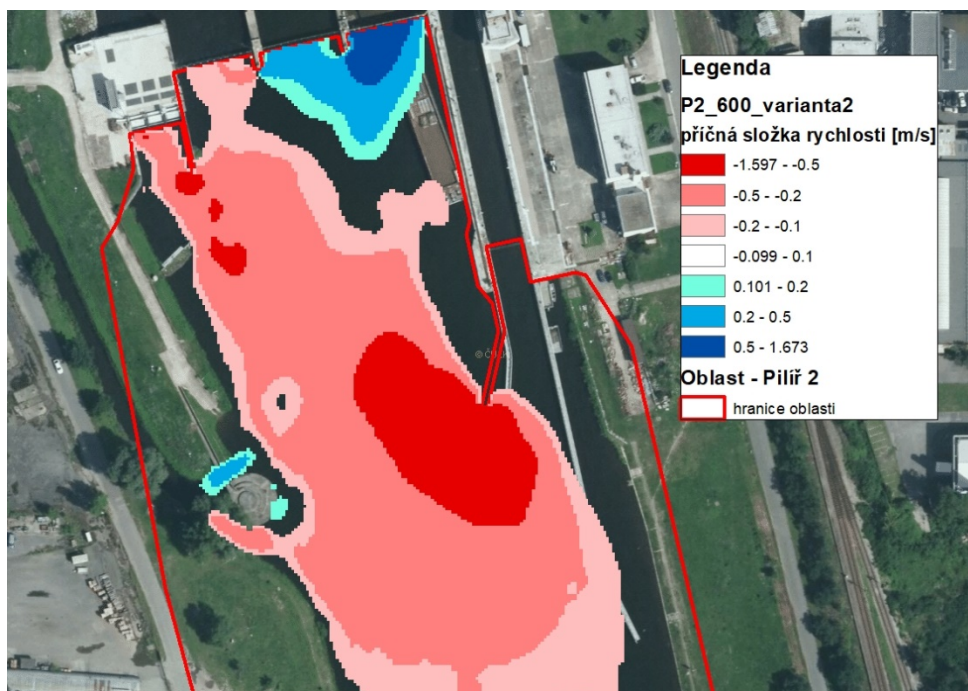 Legenda
P2_600_varianta2
příčná složka rychlosti [m/s]
-1.597 - -0.5
-0.5 - -0.2
-0.2 - -0.1
-0.099 - 0.1
0.101 - 0.2
0.2 - 0.5
0.5 - 1.673
Oblast - Pilíř 2
hranice oblasti